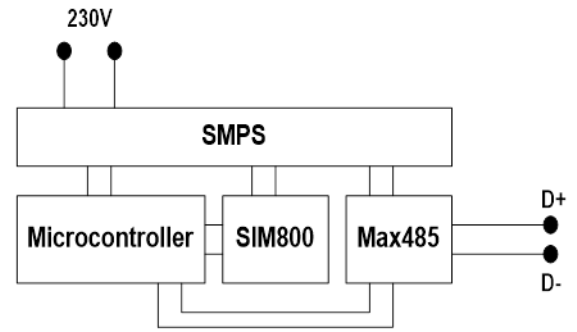 230V
SMPS
Microcontroller
SIM800
Max485
D+
D-